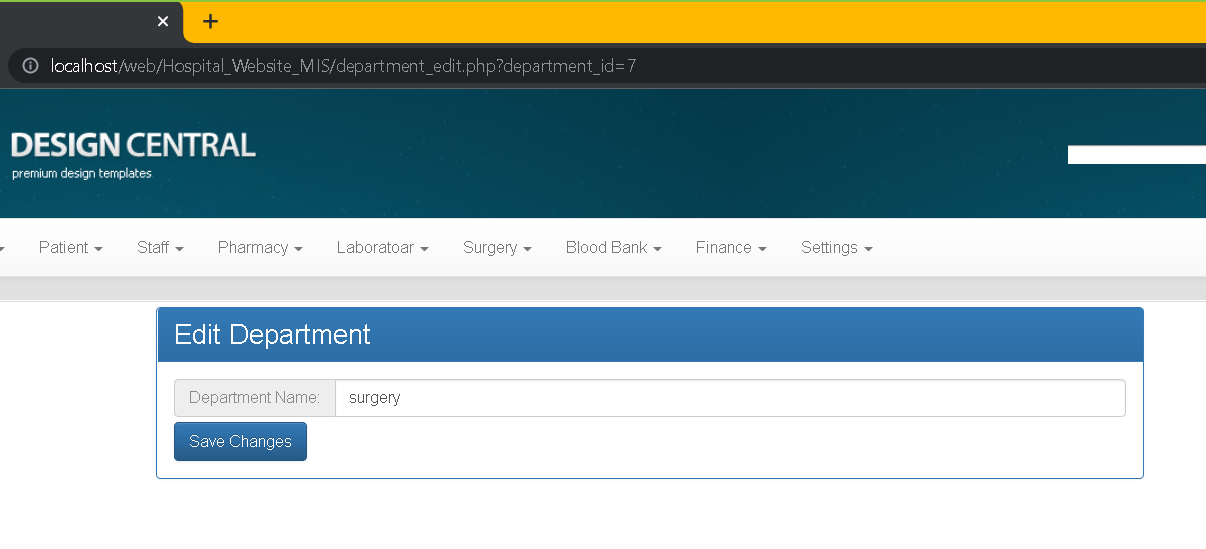 localhost/web/Hospital_Website_MIS/department_edit.php?department_id=7
DESIGN CENTRAL
premium design templates
Patient Staff Pharmacy Laboratoar Surgery Blood Bank Finance Settings
Edit Department
Department Name: surgery
Save Changes